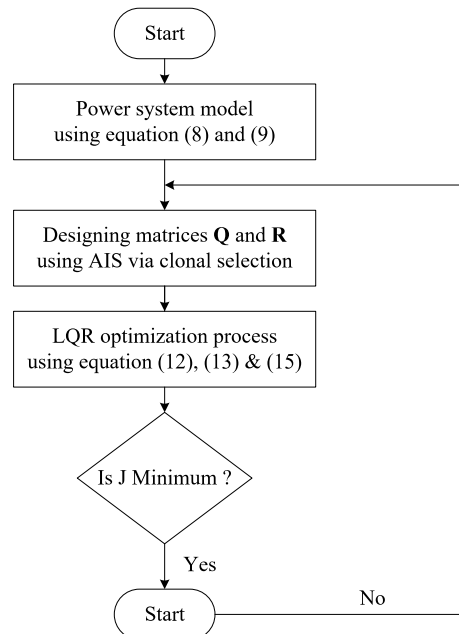 Start
Power system model
using equation (8) and (9)
Designing matrices Q and R
using AIS via clonal selection
LQR optimization process
using equation (12), (13) & (15)
Is J Minimum ?
Yes
No
Start